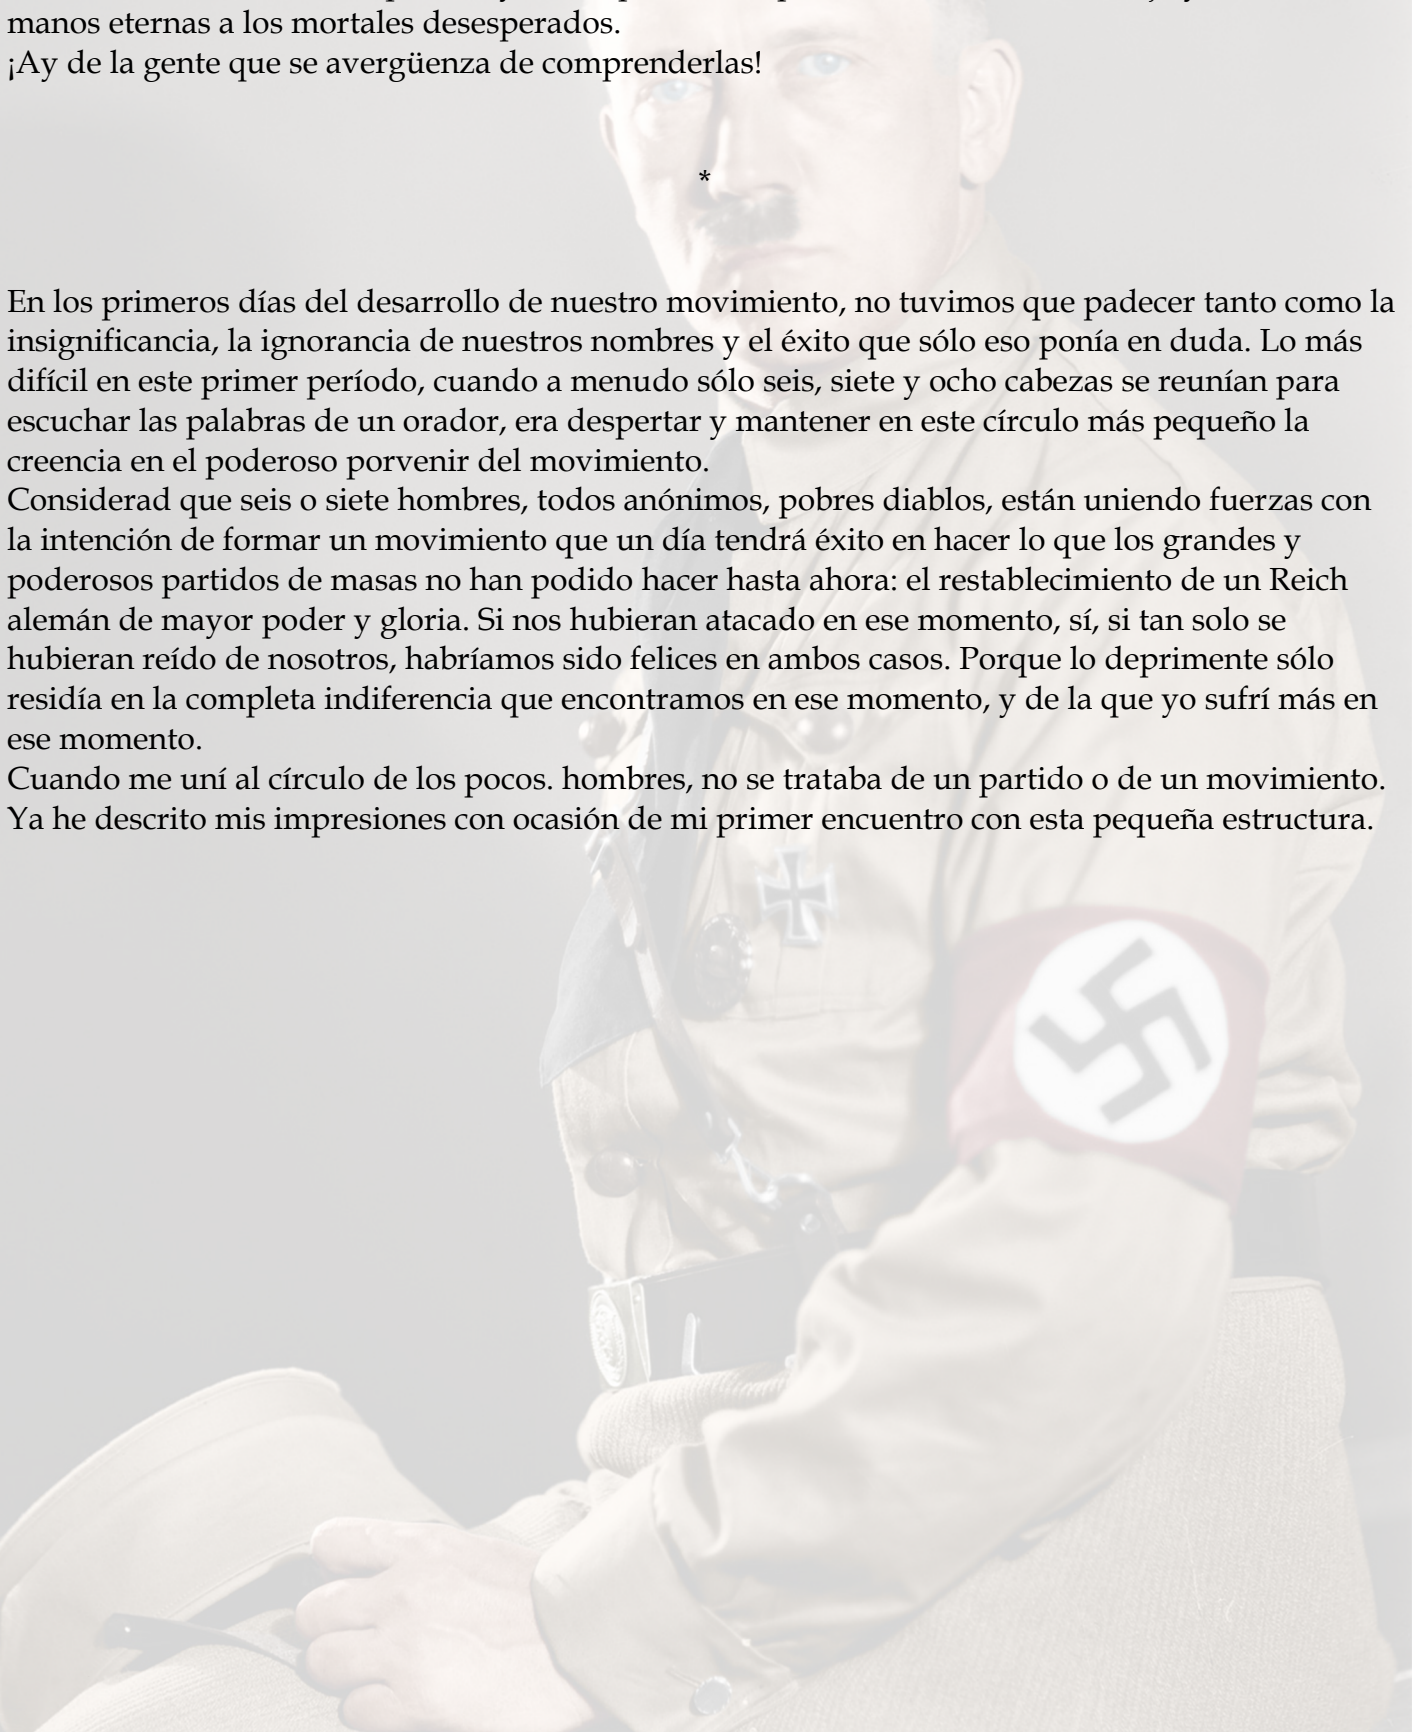 manos eternas a los mortales desesperados.
¡Ay de la gente que se avergüenza de comprenderlas!
*
En los primeros días del desarrollo de nuestro movimiento, no tuvimos que padecer tanto como la
insignificancia, la ignorancia de nuestros nombres y el éxito que sólo eso ponía en duda. Lo más
difícil en este primer período, cuando a menudo sólo seis, siete y ocho cabezas se reunían para
escuchar las palabras de un orador, era despertar y mantener en este círculo más pequeño la
creencia en el poderoso porvenir del movimiento.
Considerad que seis o siete hombres, todos anónimos, pobres diablos, están uniendo fuerzas con
la intención de formar un movimiento que un día tendrá éxito en hacer lo que los grandes y
poderosos partidos de masas no han podido hacer hasta ahora: el restablecimiento de un Reich
alemán de mayor poder y gloria. Si nos hubieran atacado en ese momento, sí, si tan solo se
hubieran reído de nosotros, habríamos sido felices en ambos casos. Porque lo deprimente sólo
residía en la completa indiferencia que encontramos en ese momento, y de la que yo sufrí más en
ese momento.
Cuando me uní al círculo de los pocos. hombres, no se trataba de un partido o de un movimiento.
Ya he descrito mis impresiones con ocasión de mi primer encuentro con esta pequeña estructura.